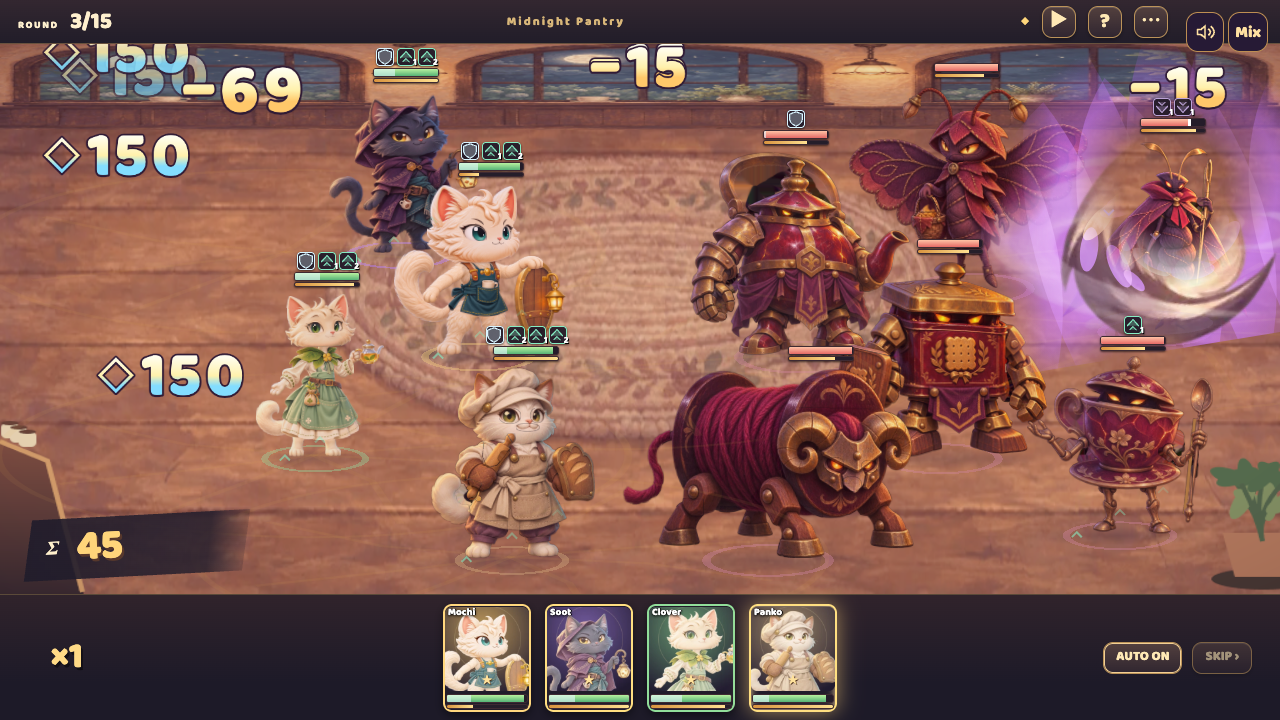 ROUND 3/15
Midnight Pantry
?
...
Mix
150
150
-69
-15
-15
150
150
Σ 45
×1
Mochi
Soot
Clover
Panko
AUTO ON
SKIP ›